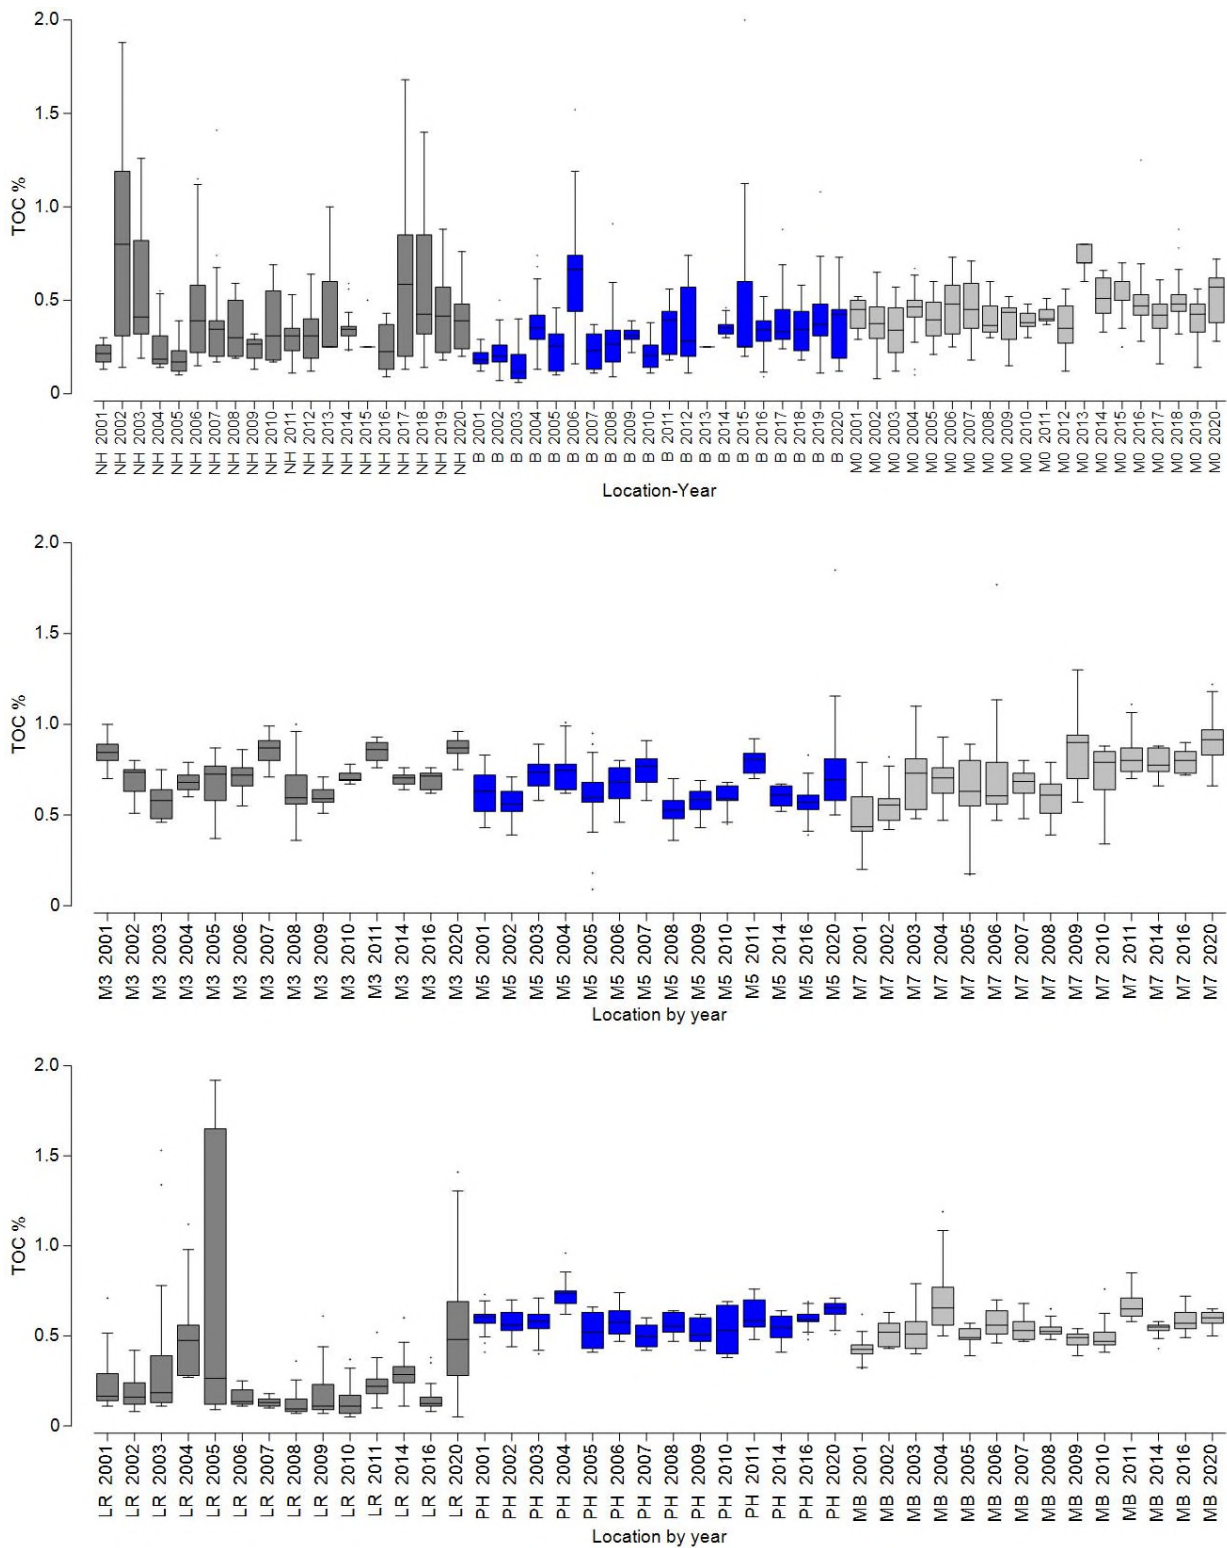 TOC %
2.0
1.5
1.0
0.5
0
NH 2001
NH 2002
NH 2003
NH 2004
NH 2005
NH 2006
NH 2007
NH 2008
NH 2009
NH 2010
NH 2011
NH 2012
NH 2013
NH 2014
NH 2015
NH 2016
NH 2017
NH 2018
NH 2019
NH 2020
B 2001
B 2002
B 2003
B 2004
B 2005
B 2006
B 2007
B 2008
B 2009
B 2010
B 2011
B 2012
B 2013
B 2014
B 2015
B 2016
B 2017
B 2018
B 2019
B 2020
M0 2001
M0 2002
M0 2003
M0 2004
M0 2005
M0 2006
M0 2007
M0 2008
M0 2009
M0 2010
M0 2011
M0 2012
M0 2013
M0 2014
M0 2015
M0 2016
M0 2017
M0 2018
M0 2019
M0 2020
Location-Year
TOC %
2.0
1.5
1.0
0.5
0
M3 2001
M3 2002
M3 2003
M3 2004
M3 2005
M3 2006
M3 2007
M3 2008
M3 2009
M3 2010
M3 2011
M3 2014
M3 2016
M3 2020
M5 2001
M5 2002
M5 2003
M5 2004
M5 2005
M5 2006
M5 2007
M5 2008
M5 2009
M5 2010
M5 2011
M5 2014
M5 2016
M5 2020
M7 2001
M7 2002
M7 2003
M7 2004
M7 2005
M7 2006
M7 2007
M7 2008
M7 2009
M7 2010
M7 2011
M7 2014
M7 2016
M7 2020
Location by year
TOC %
2.0
1.5
1.0
0.5
0
LR 2001
LR 2002
LR 2003
LR 2004
LR 2005
LR 2006
LR 2007
LR 2008
LR 2009
LR 2010
LR 2011
LR 2014
LR 2016
LR 2020
PH 2001
PH 2002
PH 2003
PH 2004
PH 2005
PH 2006
PH 2007
PH 2008
PH 2009
PH 2010
PH 2011
PH 2014
PH 2016
PH 2020
MB 2001
MB 2002
MB 2003
MB 2004
MB 2005
MB 2006
MB 2007
MB 2008
MB 2009
MB 2010
MB 2011
MB 2014
MB 2016
MB 2020
Location by year